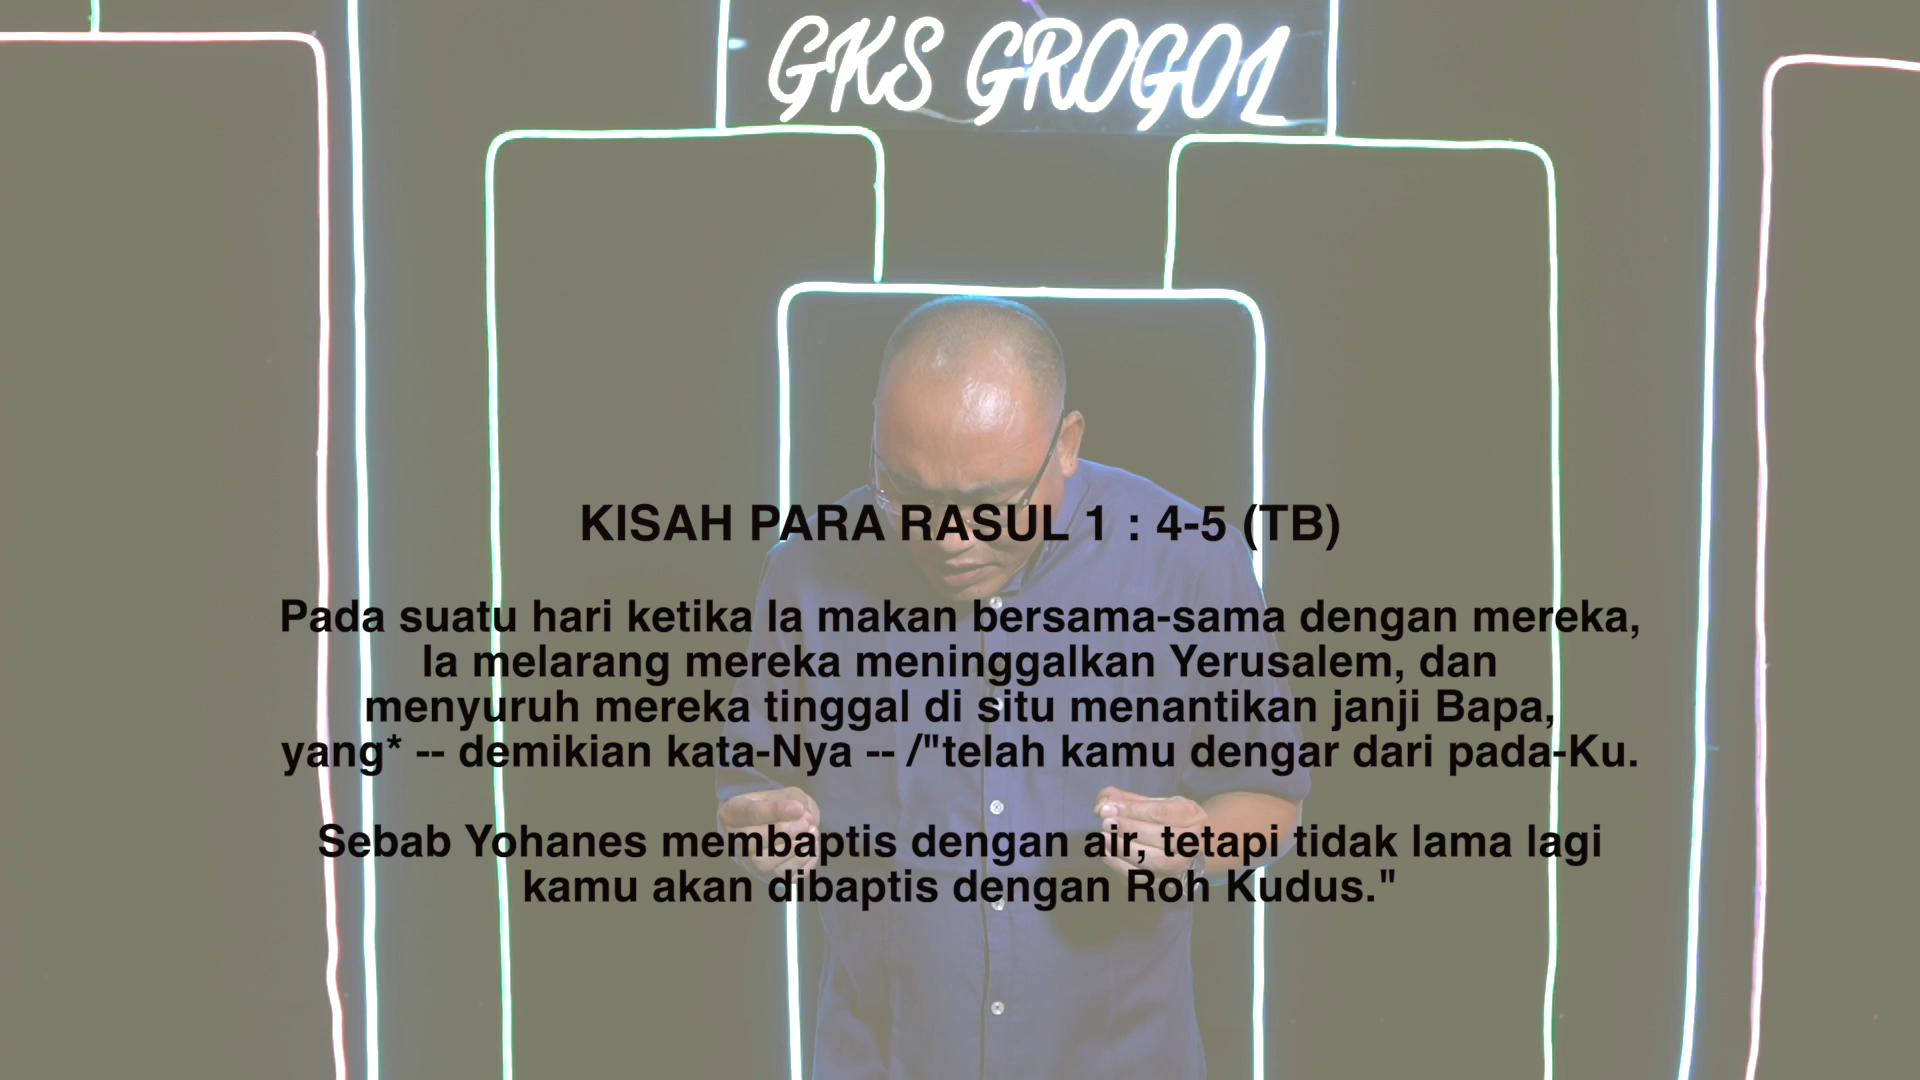 GKS GROGOL
KISAH PARA RASUL 1 : 4-5 (TB)
Pada suatu hari ketika Ia makan bersama-sama dengan mereka,
Ia melarang mereka meninggalkan Yerusalem, dan
menyuruh mereka tinggal di situ menantikan janji Bapa,
yang* -- demikian kata-Nya -- /"telah kamu dengar dari pada-Ku.
Sebab Yohanes membaptis dengan air, tetapi tidak lama lagi
kamu akan dibaptis dengan Roh Kudus."